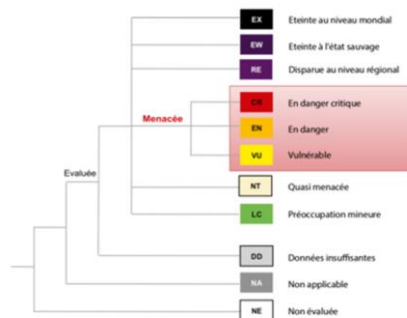 EX Eteinte au niveau mondial
EW Eteinte à l'état sauvage
RE Disparue au niveau régional
CR En danger critique
Menacée
EN En danger
VU Vulnérable
Evaluée
NT Quasi menacée
LC Préoccupation mineure
DD Données insuffisantes
NA Non applicable
NE Non évaluée